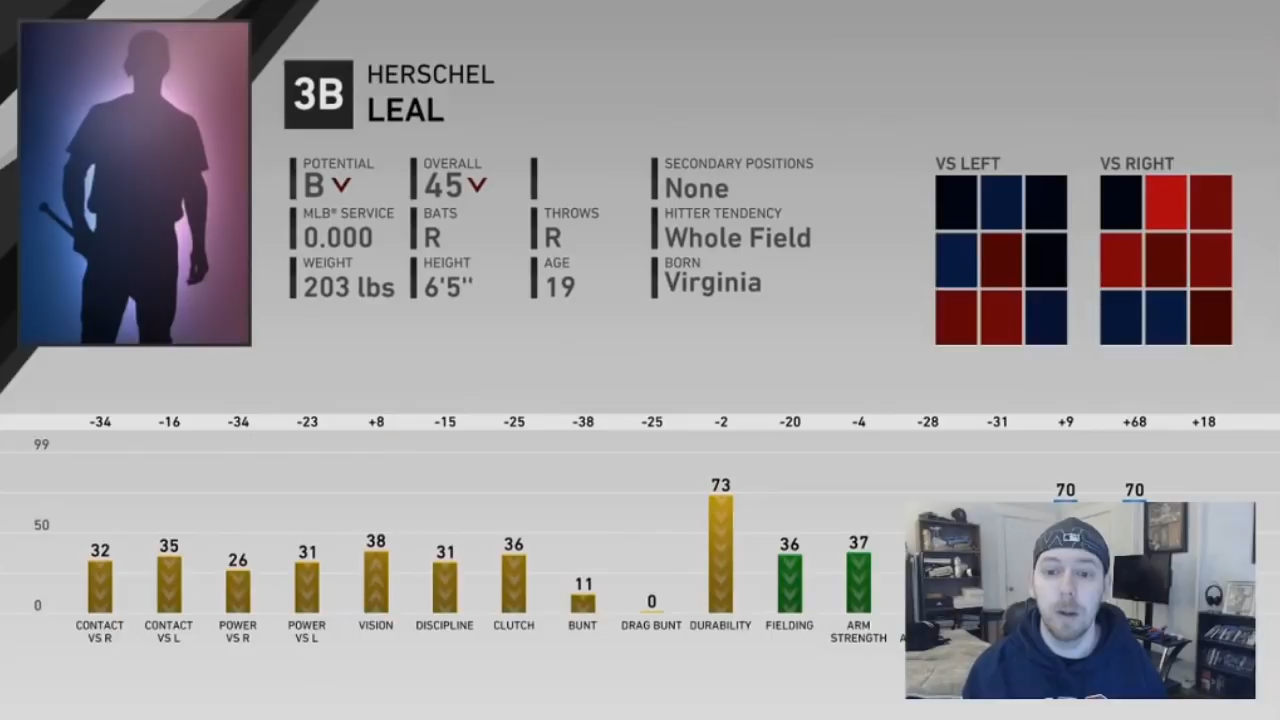 3B
HERSCHEL
LEAL
POTENTIAL
B
OVERALL
45
SECONDARY POSITIONS
None
MLB® SERVICE
0.000
BATS
R
THROWS
R
HITTER TENDENCY
Whole Field
WEIGHT
203 lbs
HEIGHT
6'5"
AGE
19
BORN
Virginia
VS LEFT
VS RIGHT
-34 -16 -34 -23 +8 -15 -25 -38 -25 -2 -20 -4 -28 -31 +9 +68 +18
99
50
0
32 35 26 31 38 31 36 11 0 73 36 37 70 70
CONTACT VS R
CONTACT VS L
POWER VS R
POWER VS L
VISION
DISCIPLINE
CLUTCH
BUNT
DRAG BUNT
DURABILITY
FIELDING
ARM STRENGTH